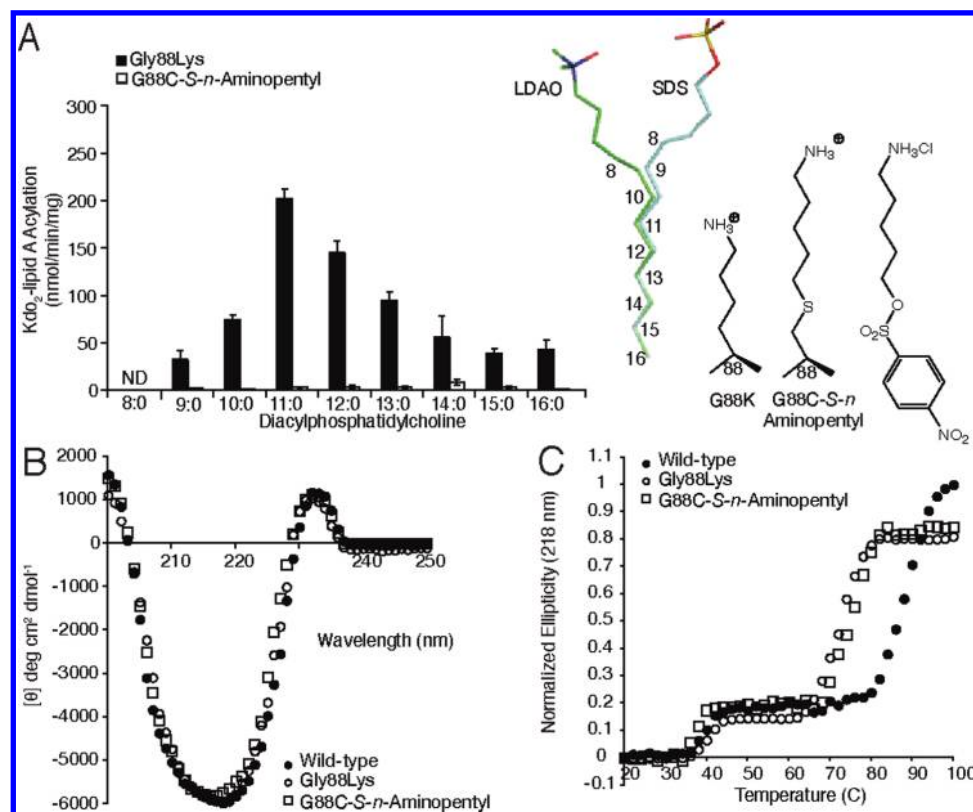 A
Gly88Lys
G88C-S-n-Aminopentyl
Kdo2-lipid A Acylation
(nmol/min/mg)
300
250
200
150
100
50
0
ND
8:0 9:0 10:0 11:0 12:0 13:0 14:0 15:0 16:0
Diacylphosphatidylcholine
LDAO
SDS
8
8
9
10
11
12
13
14
15
16
NH3⊕
88
G88K
NH3 ⊕
S
88
G88C-S-n
Aminopentyl
NH3Cl
O
O2S
NO2
B
2000
1000
0
-1000
-2000
-3000
-4000
-5000
-6000
[θ] deg cm2 dmol-1
210 220 240 250
Wavelength (nm)
Wild-type
Gly88Lys
G88C-S-n-Aminopentyl
C
Wild-type
Gly88Lys
G88C-S-n-Aminopentyl
Normalized Ellipticity (218 nm)
1.1
1
0.9
0.8
0.7
0.6
0.5
0.4
0.3
0.2
0.1
0
-0.1
20 30 40 50 60 70 80 90 100
Temperature (C)